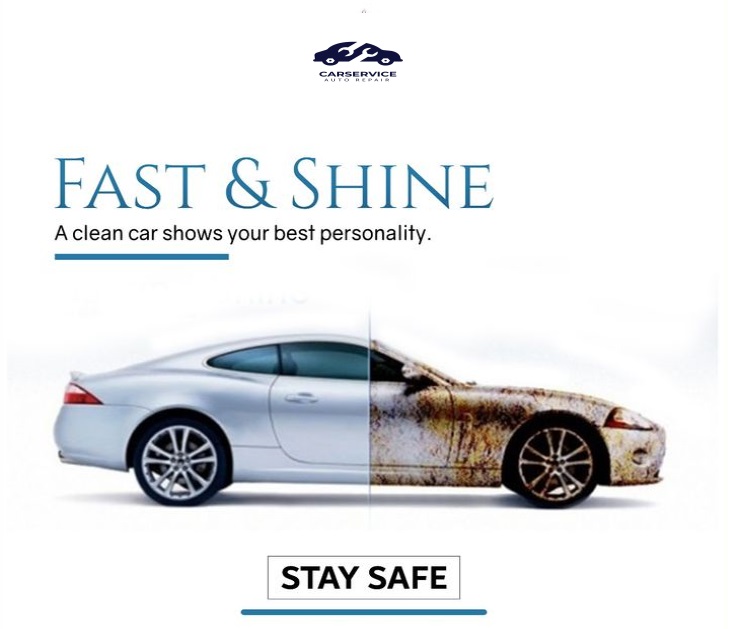 CARSERVICE
AUTO REPAIR
FAST & SHINE
A clean car shows your best personality.
STAY SAFE